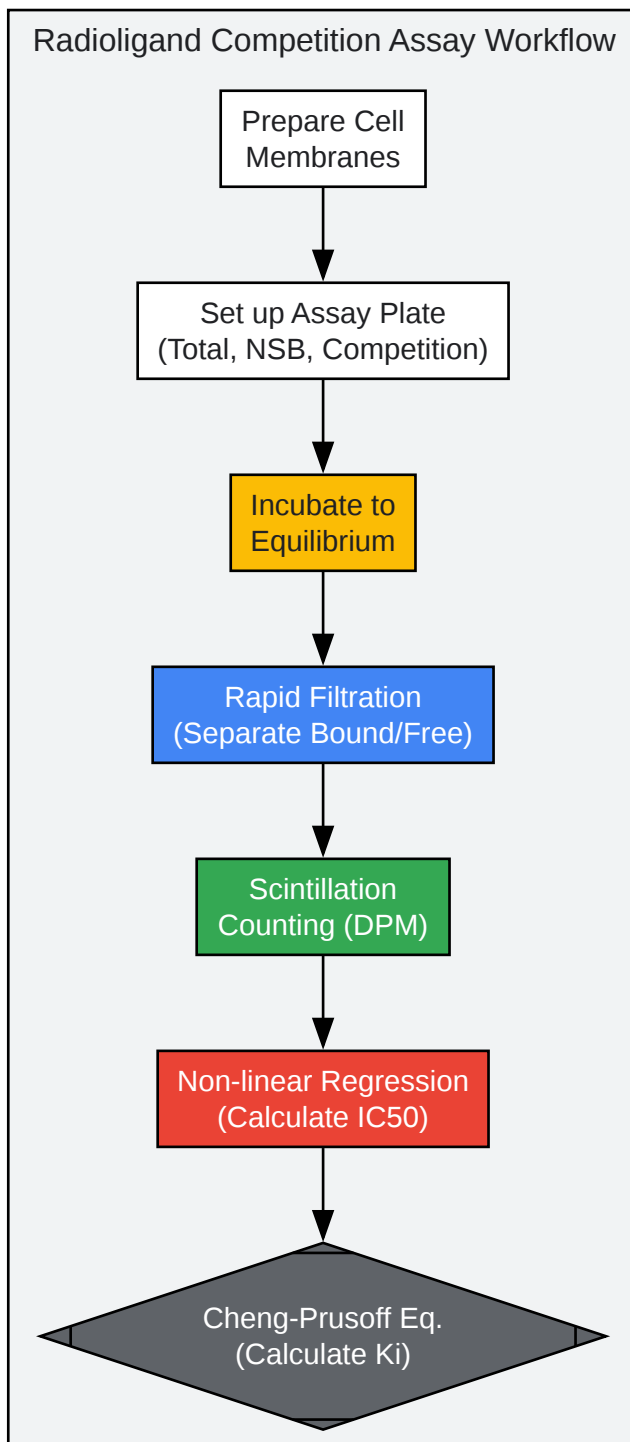 Radioligand Competition Assay Workflow
Prepare Cell
Membranes
Set up Assay Plate
(Total, NSB, Competition)
Incubate to
Equilibrium
Rapid Filtration
(Separate Bound/Free)
Scintillation
Counting (DPM)
Non-linear Regression
(Calculate IC50)
Cheng-Prusoff Eq.
(Calculate Ki)